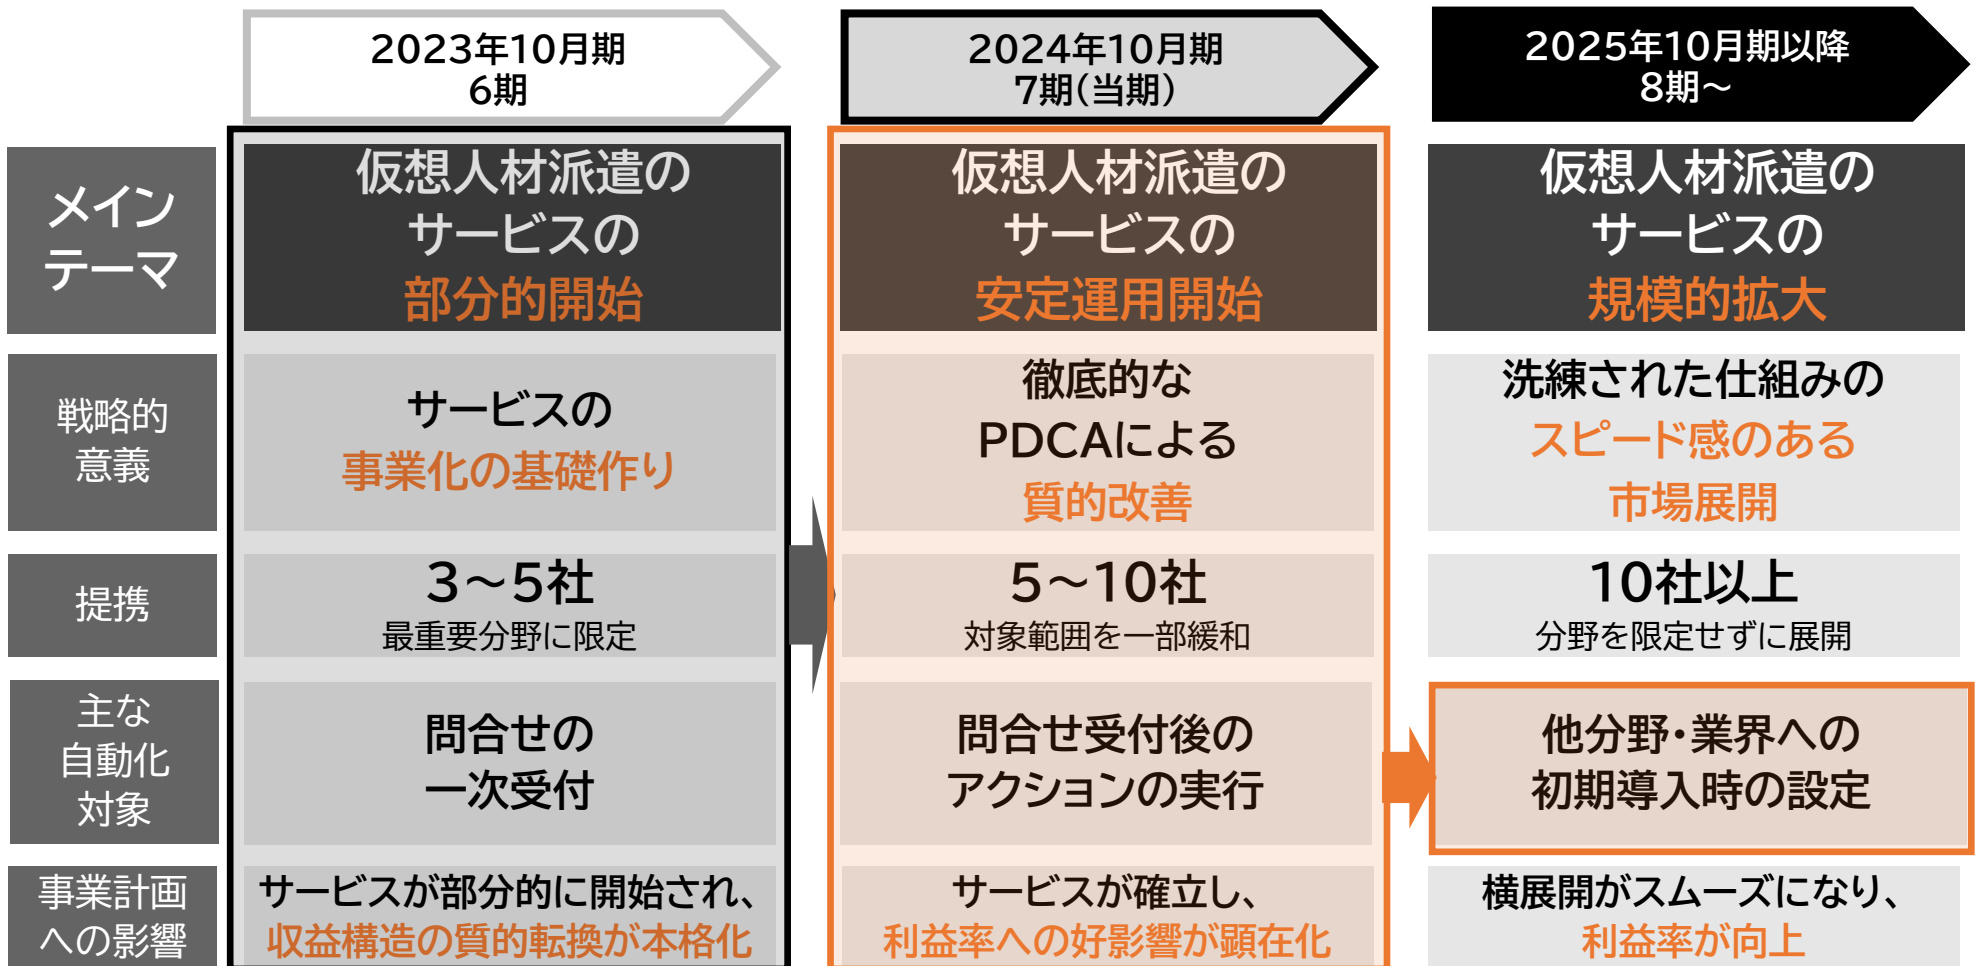 2023年10月期
6期
2024年10月期
7期(当期)
2025年10月期以降
8期～
メイン
テーマ
仮想人材派遣の
サービスの
部分的開始
仮想人材派遣の
サービスの
安定運用開始
仮想人材派遣の
サービスの
規模的拡大
戦略的
意義
サービスの
事業化の基礎作り
徹底的な
PDCAによる
質的改善
洗練された仕組みの
スピード感のある
市場展開
提携
3～5社
最重要分野に限定
5～10社
対象範囲を一部緩和
10社以上
分野を限定せずに展開
主な
自動化
対象
問合せの
一次受付
問合せ受付後の
アクションの実行
他分野・業界への
初期導入時の設定
事業計画
への影響
サービスが部分的に開始され、
収益構造の質的転換が本格化
サービスが確立し、
利益率への好影響が顕在化
横展開がスムーズになり、
利益率が向上